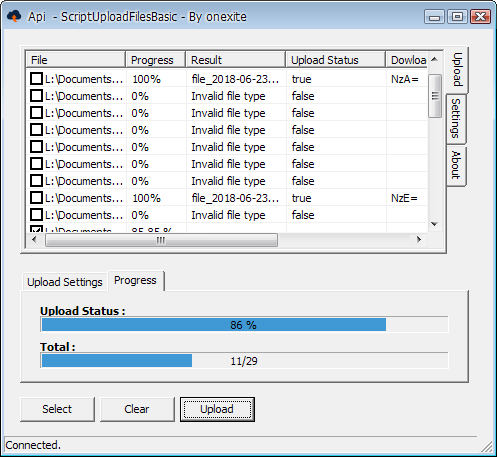 Api - ScriptUploadFilesBasic - By onexite
File Progress Result Upload Status Dowloa
L:\Documents... 100% file_2018-06-23... true NzA=
L:\Documents... 0% Invalid file type false
L:\Documents... 0% Invalid file type false
L:\Documents... 0% Invalid file type false
L:\Documents... 0% Invalid file type false
L:\Documents... 0% Invalid file type false
L:\Documents... 0% Invalid file type false
L:\Documents... 100% file_2018-06-23... true NzE=
L:\Documents... 0% Invalid file type false
L:\Documents... 85.85 %
Upload
Settings
About
Upload Settings Progress
Upload Status :
86 %
Total :
11/29
Select Clear Upload
Connected.